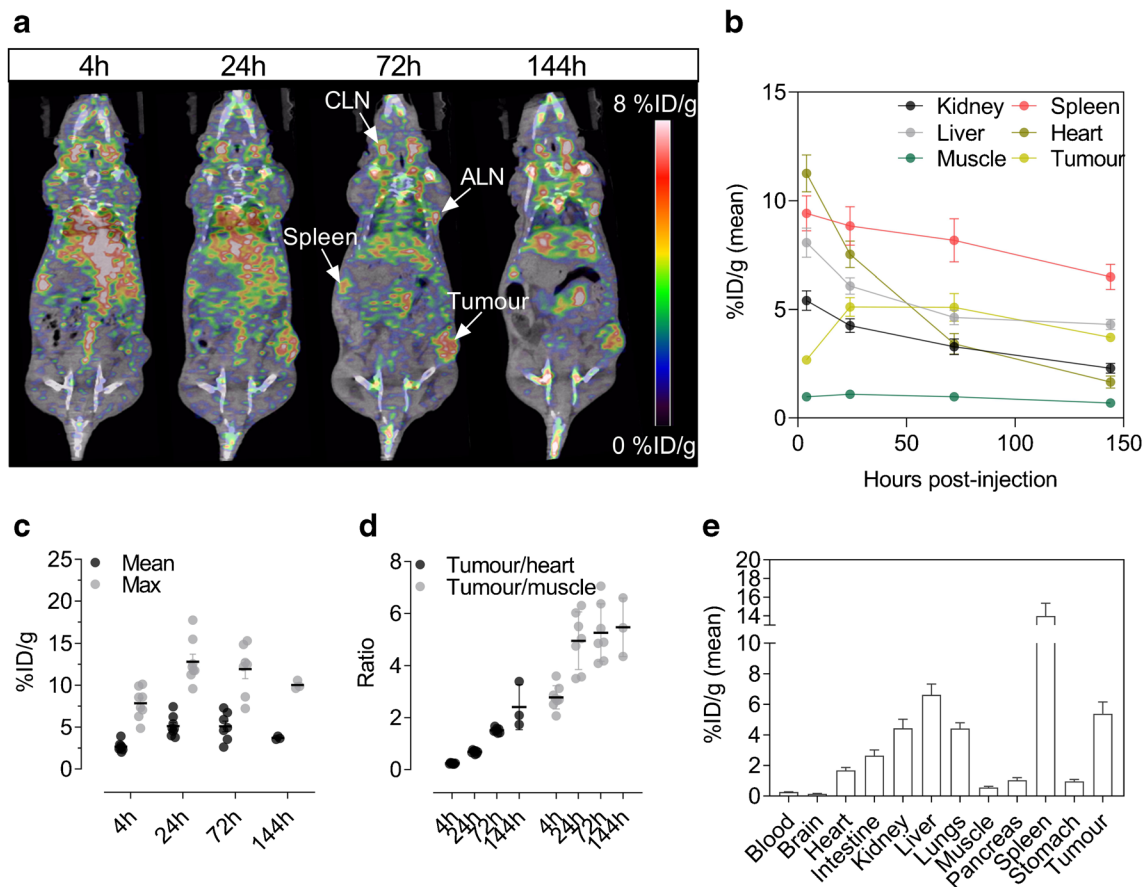 a
4h 24h 72h 144h
CLN
8 %ID/g
ALN
Spleen
Tumour
0 %ID/g
b
15
10
5
0
%ID/g (mean)
Kidney Spleen
Liver Heart
Muscle Tumour
0 50 100 150
Hours post-injection
c
25
20
15
10
5
0
%ID/g
Mean
Max
4h 24h 72h 144h
d
8
6
4
2
0
Ratio
Tumour/heart
Tumour/muscle
4h 24h 72h 144h 4h 24h 72h 144h
e
20
18
16
14
12
10
8
6
4
2
0
%ID/g (mean)
Blood
Brain
Heart
Intestine
Kidney
Liver
Lungs
Muscle
Pancreas
Spleen
Stomach
Tumour